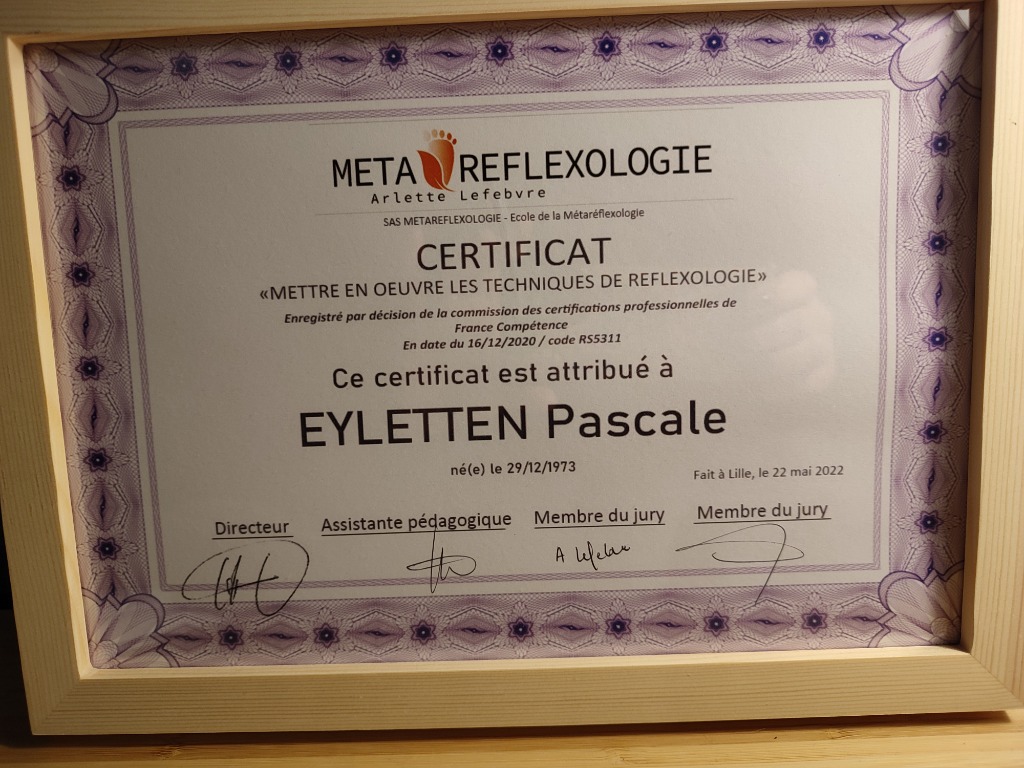 META REFLEXOLOGIE
Arlette Lefebvre
SAS METAREFLEXOLOGIE - Ecole de la Métaréflexologie
CERTIFICAT
«METTRE EN OEUVRE LES TECHNIQUES DE REFLEXOLOGIE»
Enregistré par décision de la commission des certifications professionnelles de
France Compétence
En date du 16/12/2020 / code RS5311
Ce certificat est attribué à
EYLETTEN Pascale
né(e) le 29/12/1973
Fait à Lille, le 22 mai 2022
Directeur Assistante pédagogique Membre du jury Membre du jury